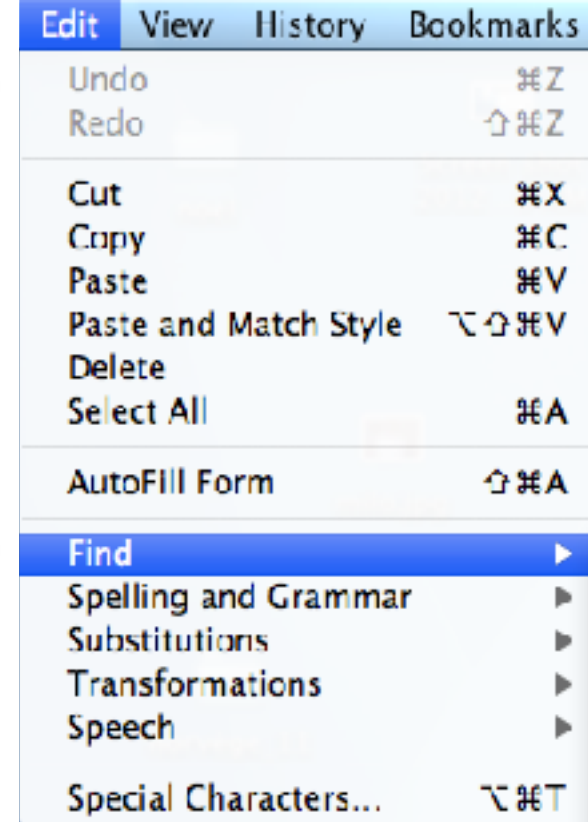 Edit View History Bookmarks
Undo ⌘Z
Redo ⇧⌘Z
Cut ⌘X
Copy ⌘C
Paste ⌘V
Paste and Match Style ⌥⇧⌘V
Delete
Select All ⌘A
AutoFill Form ⇧⌘A
Find ▶
Spelling and Grammar ▶
Substitutions ▶
Transformations ▶
Speech ▶
Special Characters... ⌥⌘T